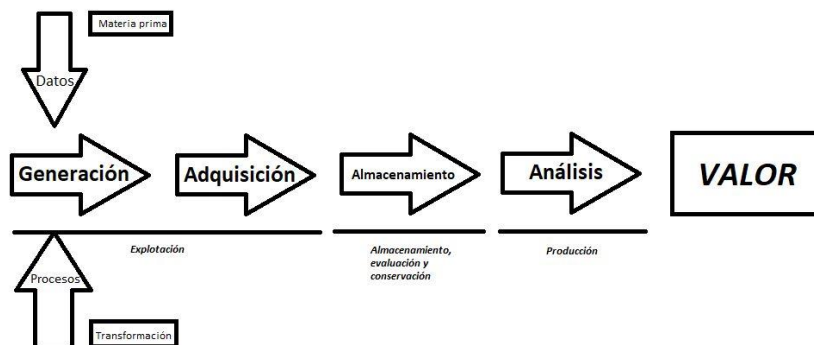 Materia prima
Datos
Generación
Adquisición
Almacenamiento
Análisis
VALOR
Explotación
Almacenamiento,
evaluación y
conservación
Producción
Procesos
Transformación